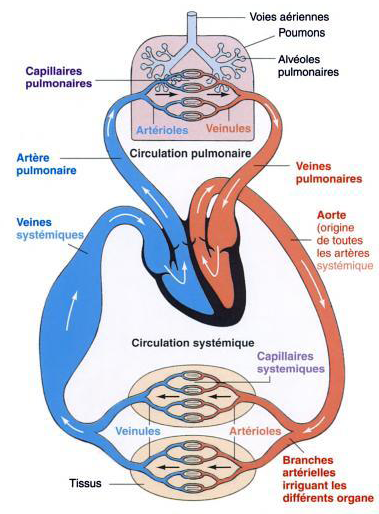 Voies aériennes
Poumons
Alvéoles
pulmonaires
Capillaires
pulmonaires
Artérioles
Veinules
Circulation pulmonaire
Artère
pulmonaire
Veines
pulmonaires
Veines
systémiques
Aorte
(origine
de toutes
les artères
systémique
Circulation systémique
Capillaires
systemiques
Veinules
Artérioles
Tissus
Branches
artérielles
irriguant les
différents organe